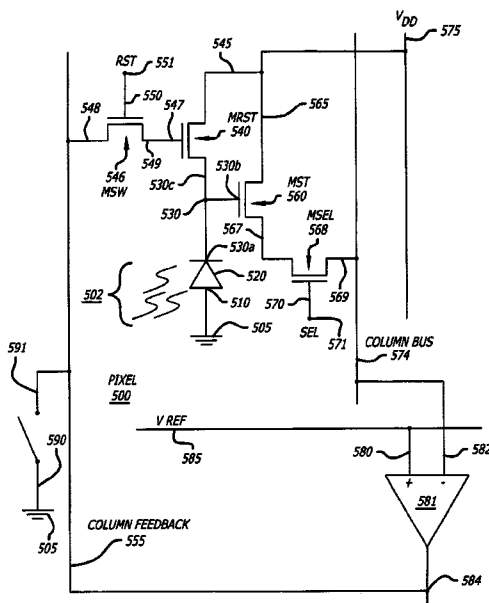 V DD
575
545
RST
551
550
548
547
565
MRST
540
549
546
MSW
530c
530b
530
MST
560
567
MSEL
568
530a
502
520
510
570
569
SEL
571
505
COLUMN BUS
574
591
PIXEL
500
V REF
585
580
582
590
+
-
581
505
COLUMN FEEDBACK
555
584